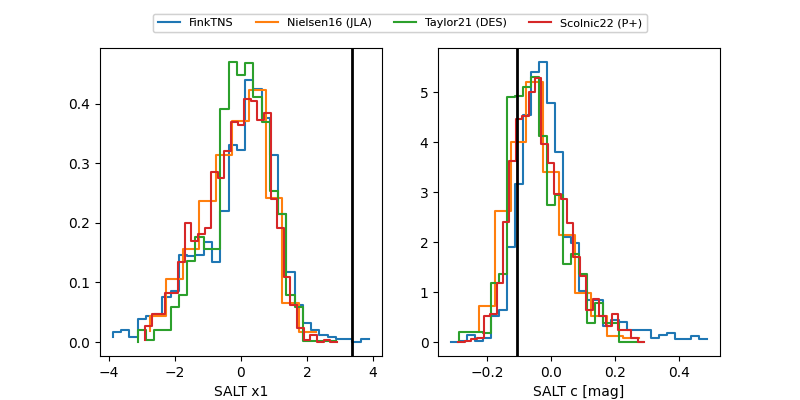 FinkTNS Nielsen16 (JLA) Taylor21 (DES) Scolnic22 (P+)
0.4
0.3
0.2
0.1
0.0
−4 −2 0 2 4
SALT x1
5
4
3
2
1
0
−0.2 0.0 0.2 0.4
SALT c [mag]